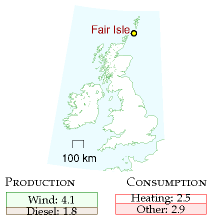 Fair Isle
100 km
Production Consumption
Wind: 4.1 Heating: 2.5
Diesel: 1.8 Other: 2.9